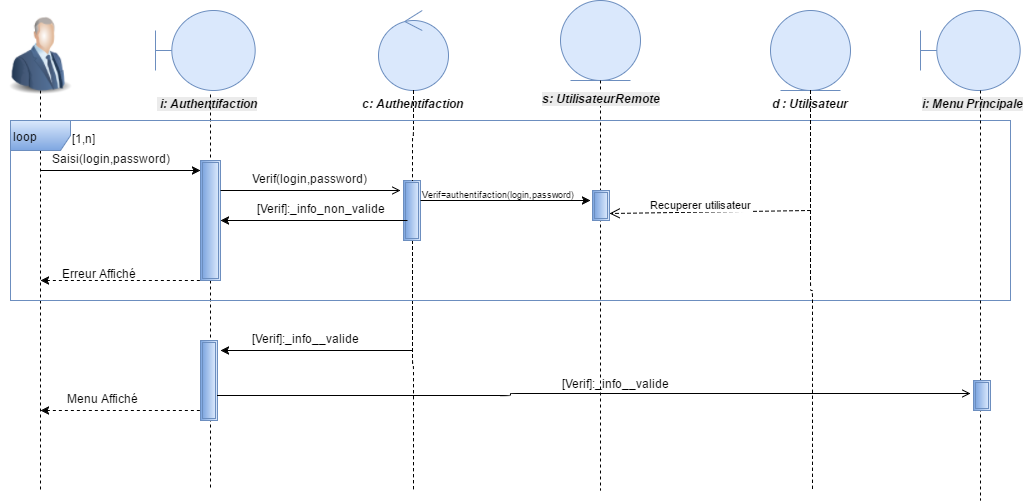 i: Authentifaction
c: Authentifaction
s: UtilisateurRemote
d : Utilisateur
i: Menu Principale
loop
[1,n]
Saisi(login,password)
Verif(login,password)
Verif=authentifaction(login,password)
[Verif]:_info_non_valide
Recuperer utilisateur
Erreur Affiché
[Verif]:_info__valide
[Verif]:_info__valide
Menu Affiché